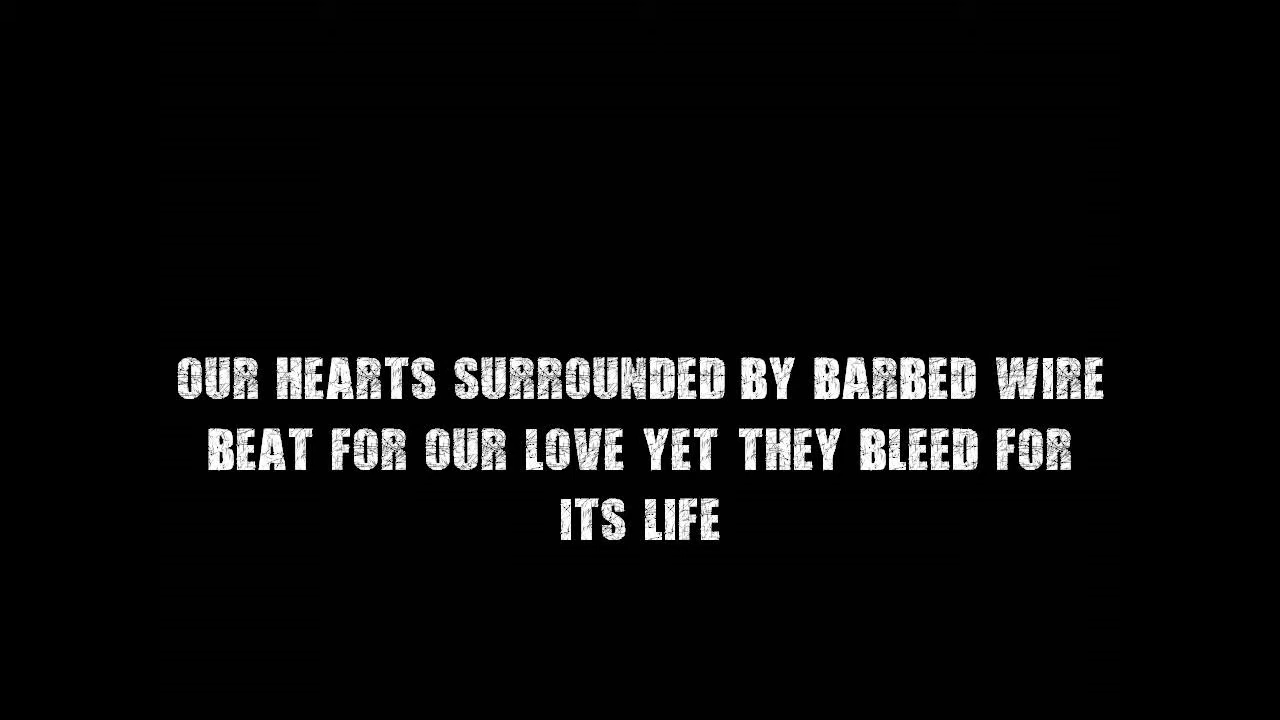 OUR HEARTS SURROUNDED BY BARBED WIRE
BEAT FOR OUR LOVE YET THEY BLEED FOR
ITS LIFE